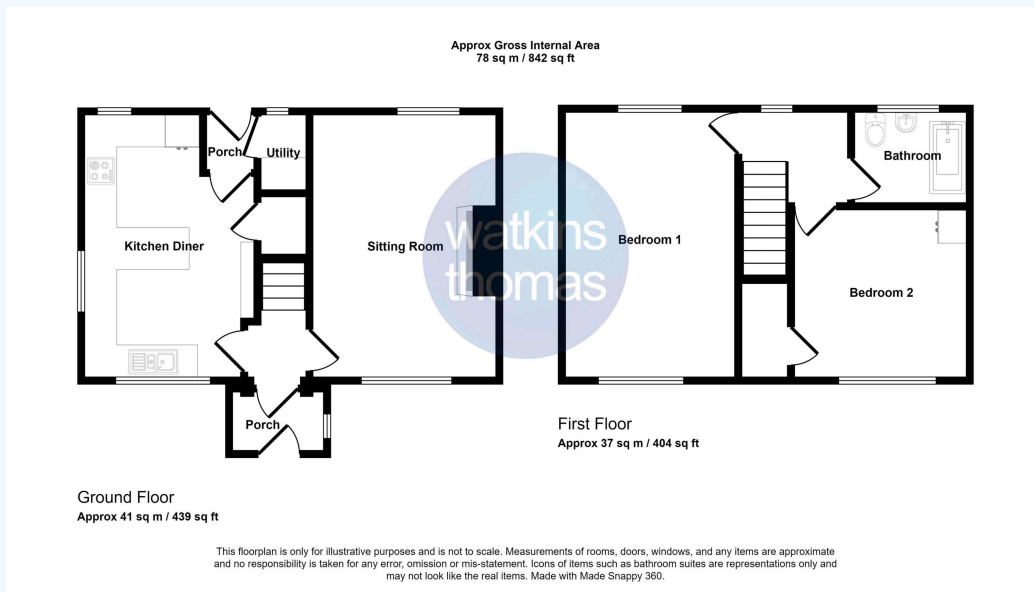 Approx Gross Internal Area
78 sq m / 842 sq ft
Porch
Utility
Kitchen Diner
Sitting Room
Porch
Bathroom
Bedroom 1
Bedroom 2
watkins
thomas
Ground Floor
Approx 41 sq m / 439 sq ft
First Floor
Approx 37 sq m / 404 sq ft
This floorplan is only for illustrative purposes and is not to scale. Measurements of rooms, doors, windows, and any items are approximate
and no responsibility is taken for any error, omission or mis-statement. Icons of items such as bathroom suites are representations only and
may not look like the real items. Made with Made Snappy 360.